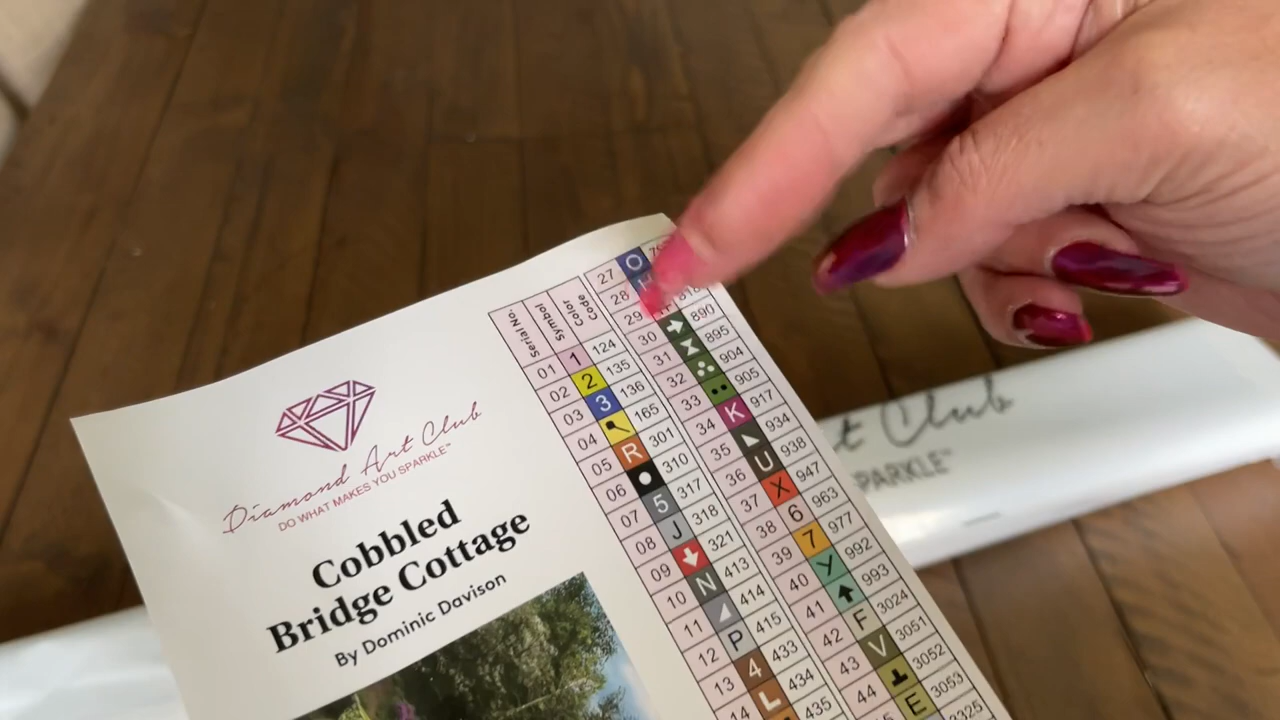 Diamond Art Club™
DO WHAT MAKES YOU SPARKLE™
Cobbled
Bridge Cottage
By Dominic Davison
Serial No. Symbol Color code
01 1 124
02 2 135
03 3 136
04 165
05 R 301
06 310
07 5 317
08 J 318
09 321
10 N 413
11 414
12 P 415
13 4 433
14 L 434
435
27 O
28
29
30 890
31 895
32 904
33 905
34 K 917
35 934
36 U 938
37 X 947
38 6 963
39 7 977
40 Y 992
41 993
42 F 3024
43 V 3051
44 3052
E 3053
t Club
SPARKLE™